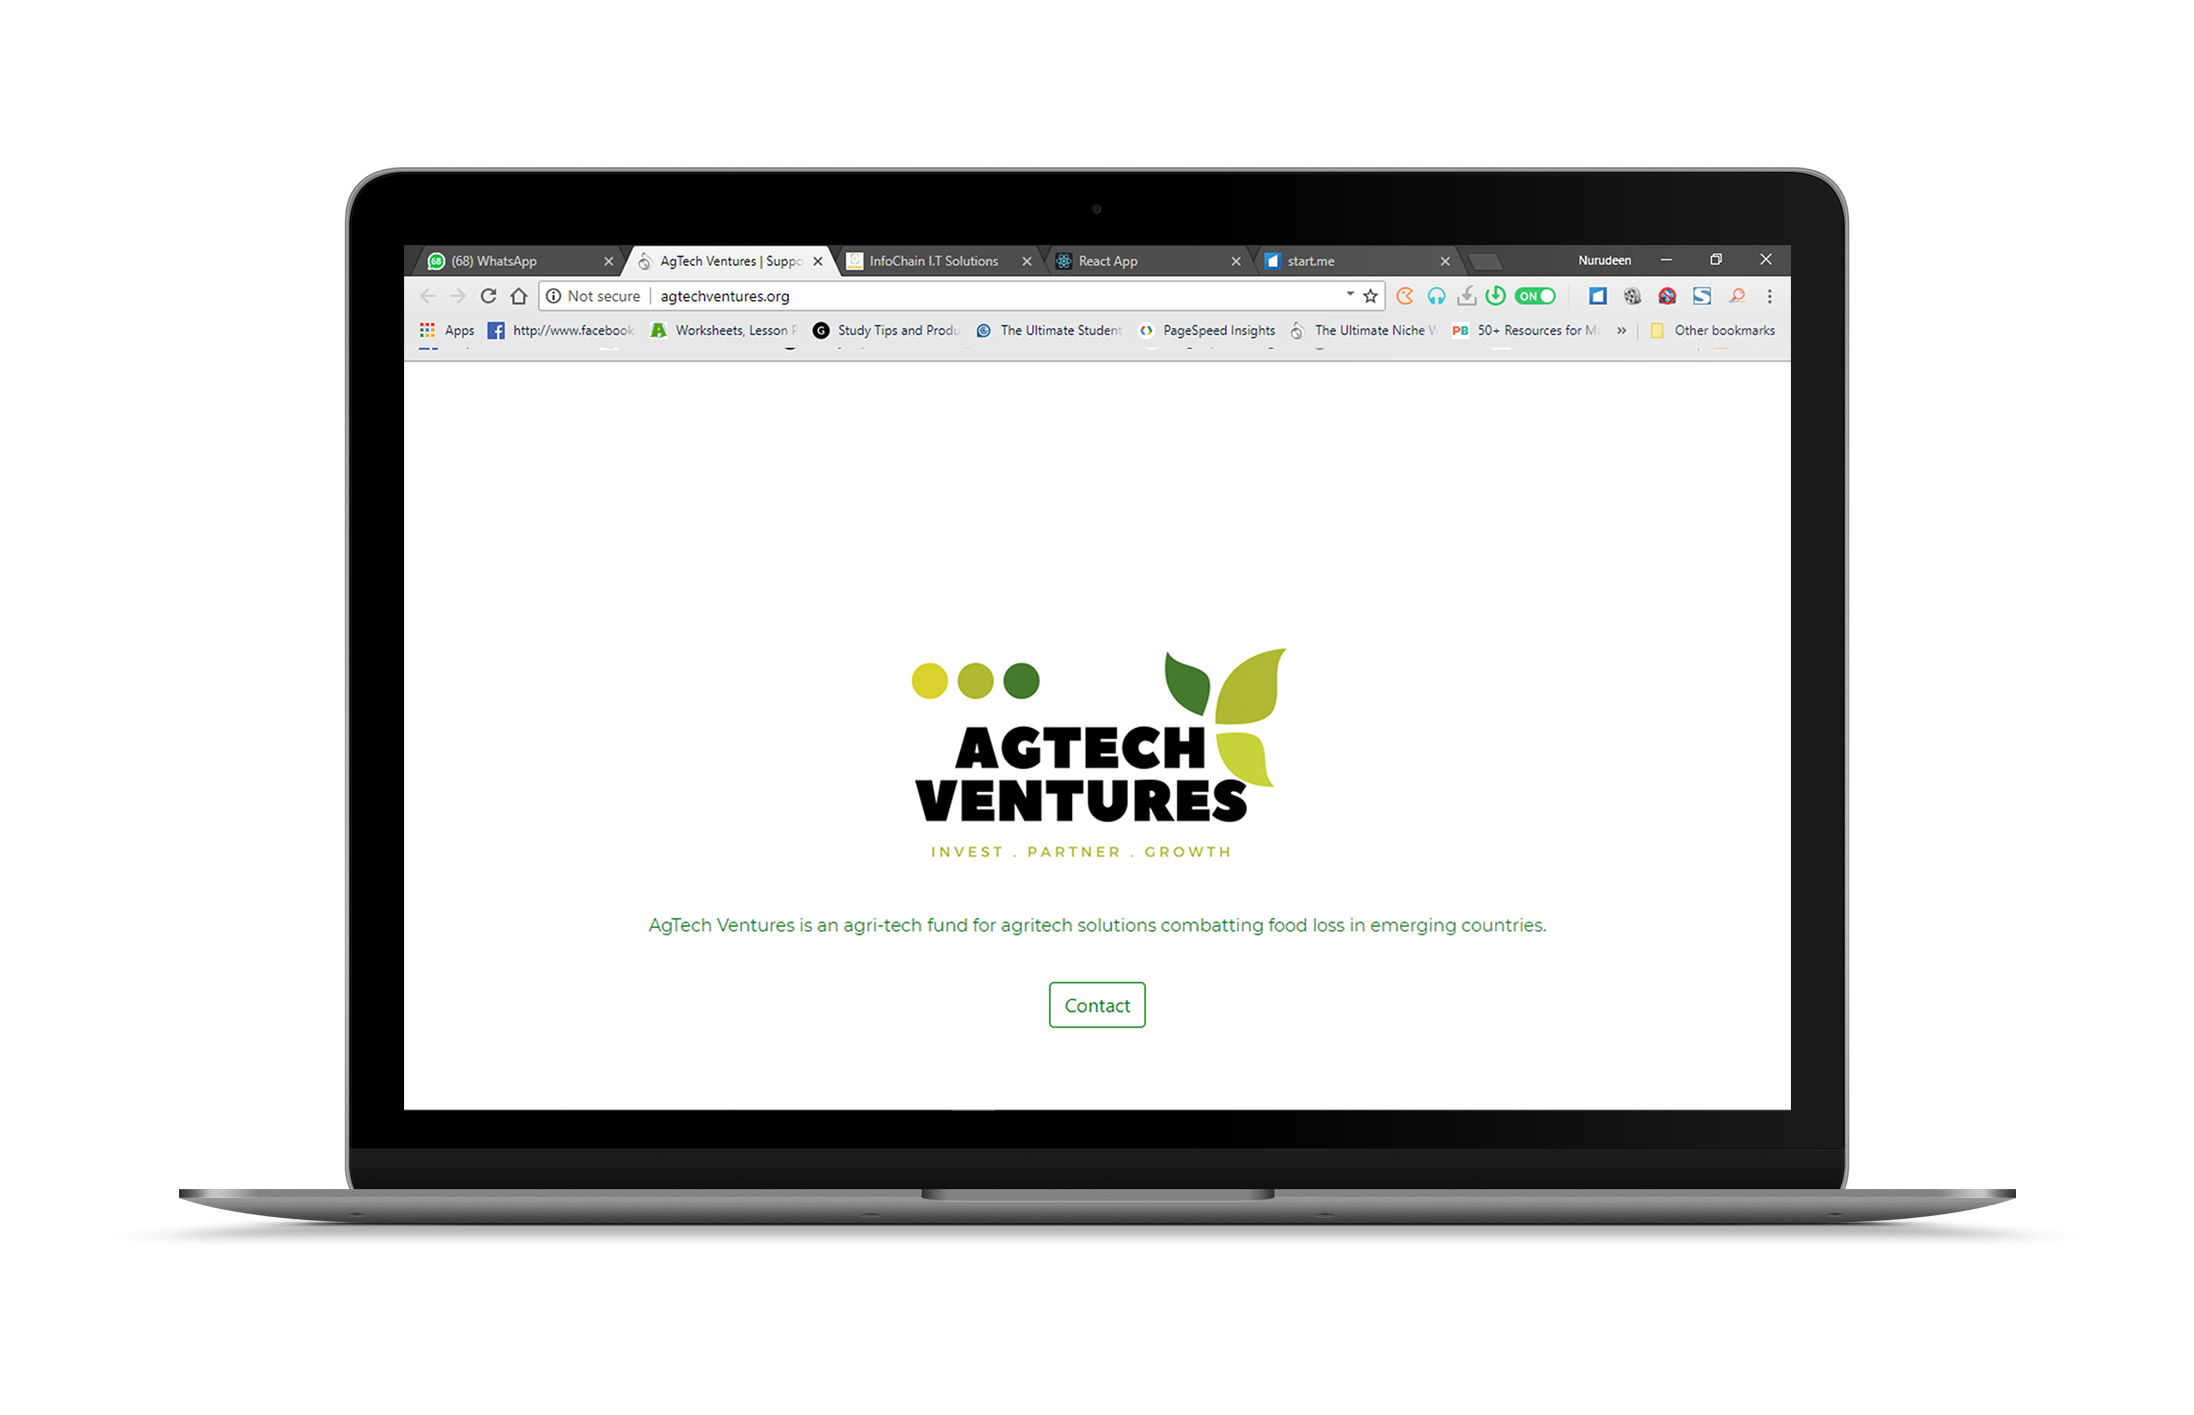 (68) WhatsApp
AgTech Ventures | Suppo
InfoChain I.T Solutions
React App
start.me
Nurudeen
Not secure
agtechventures.org
ON
Apps
http://www.facebook
Worksheets, Lesson P
Study Tips and Produ
The Ultimate Student
PageSpeed Insights
The Ultimate Niche W
PB 50+ Resources for Ma
»
Other bookmarks
AGTECH
VENTURES
INVEST . PARTNER . GROWTH
AgTech Ventures is an agri-tech fund for agritech solutions combatting food loss in emerging countries.
Contact